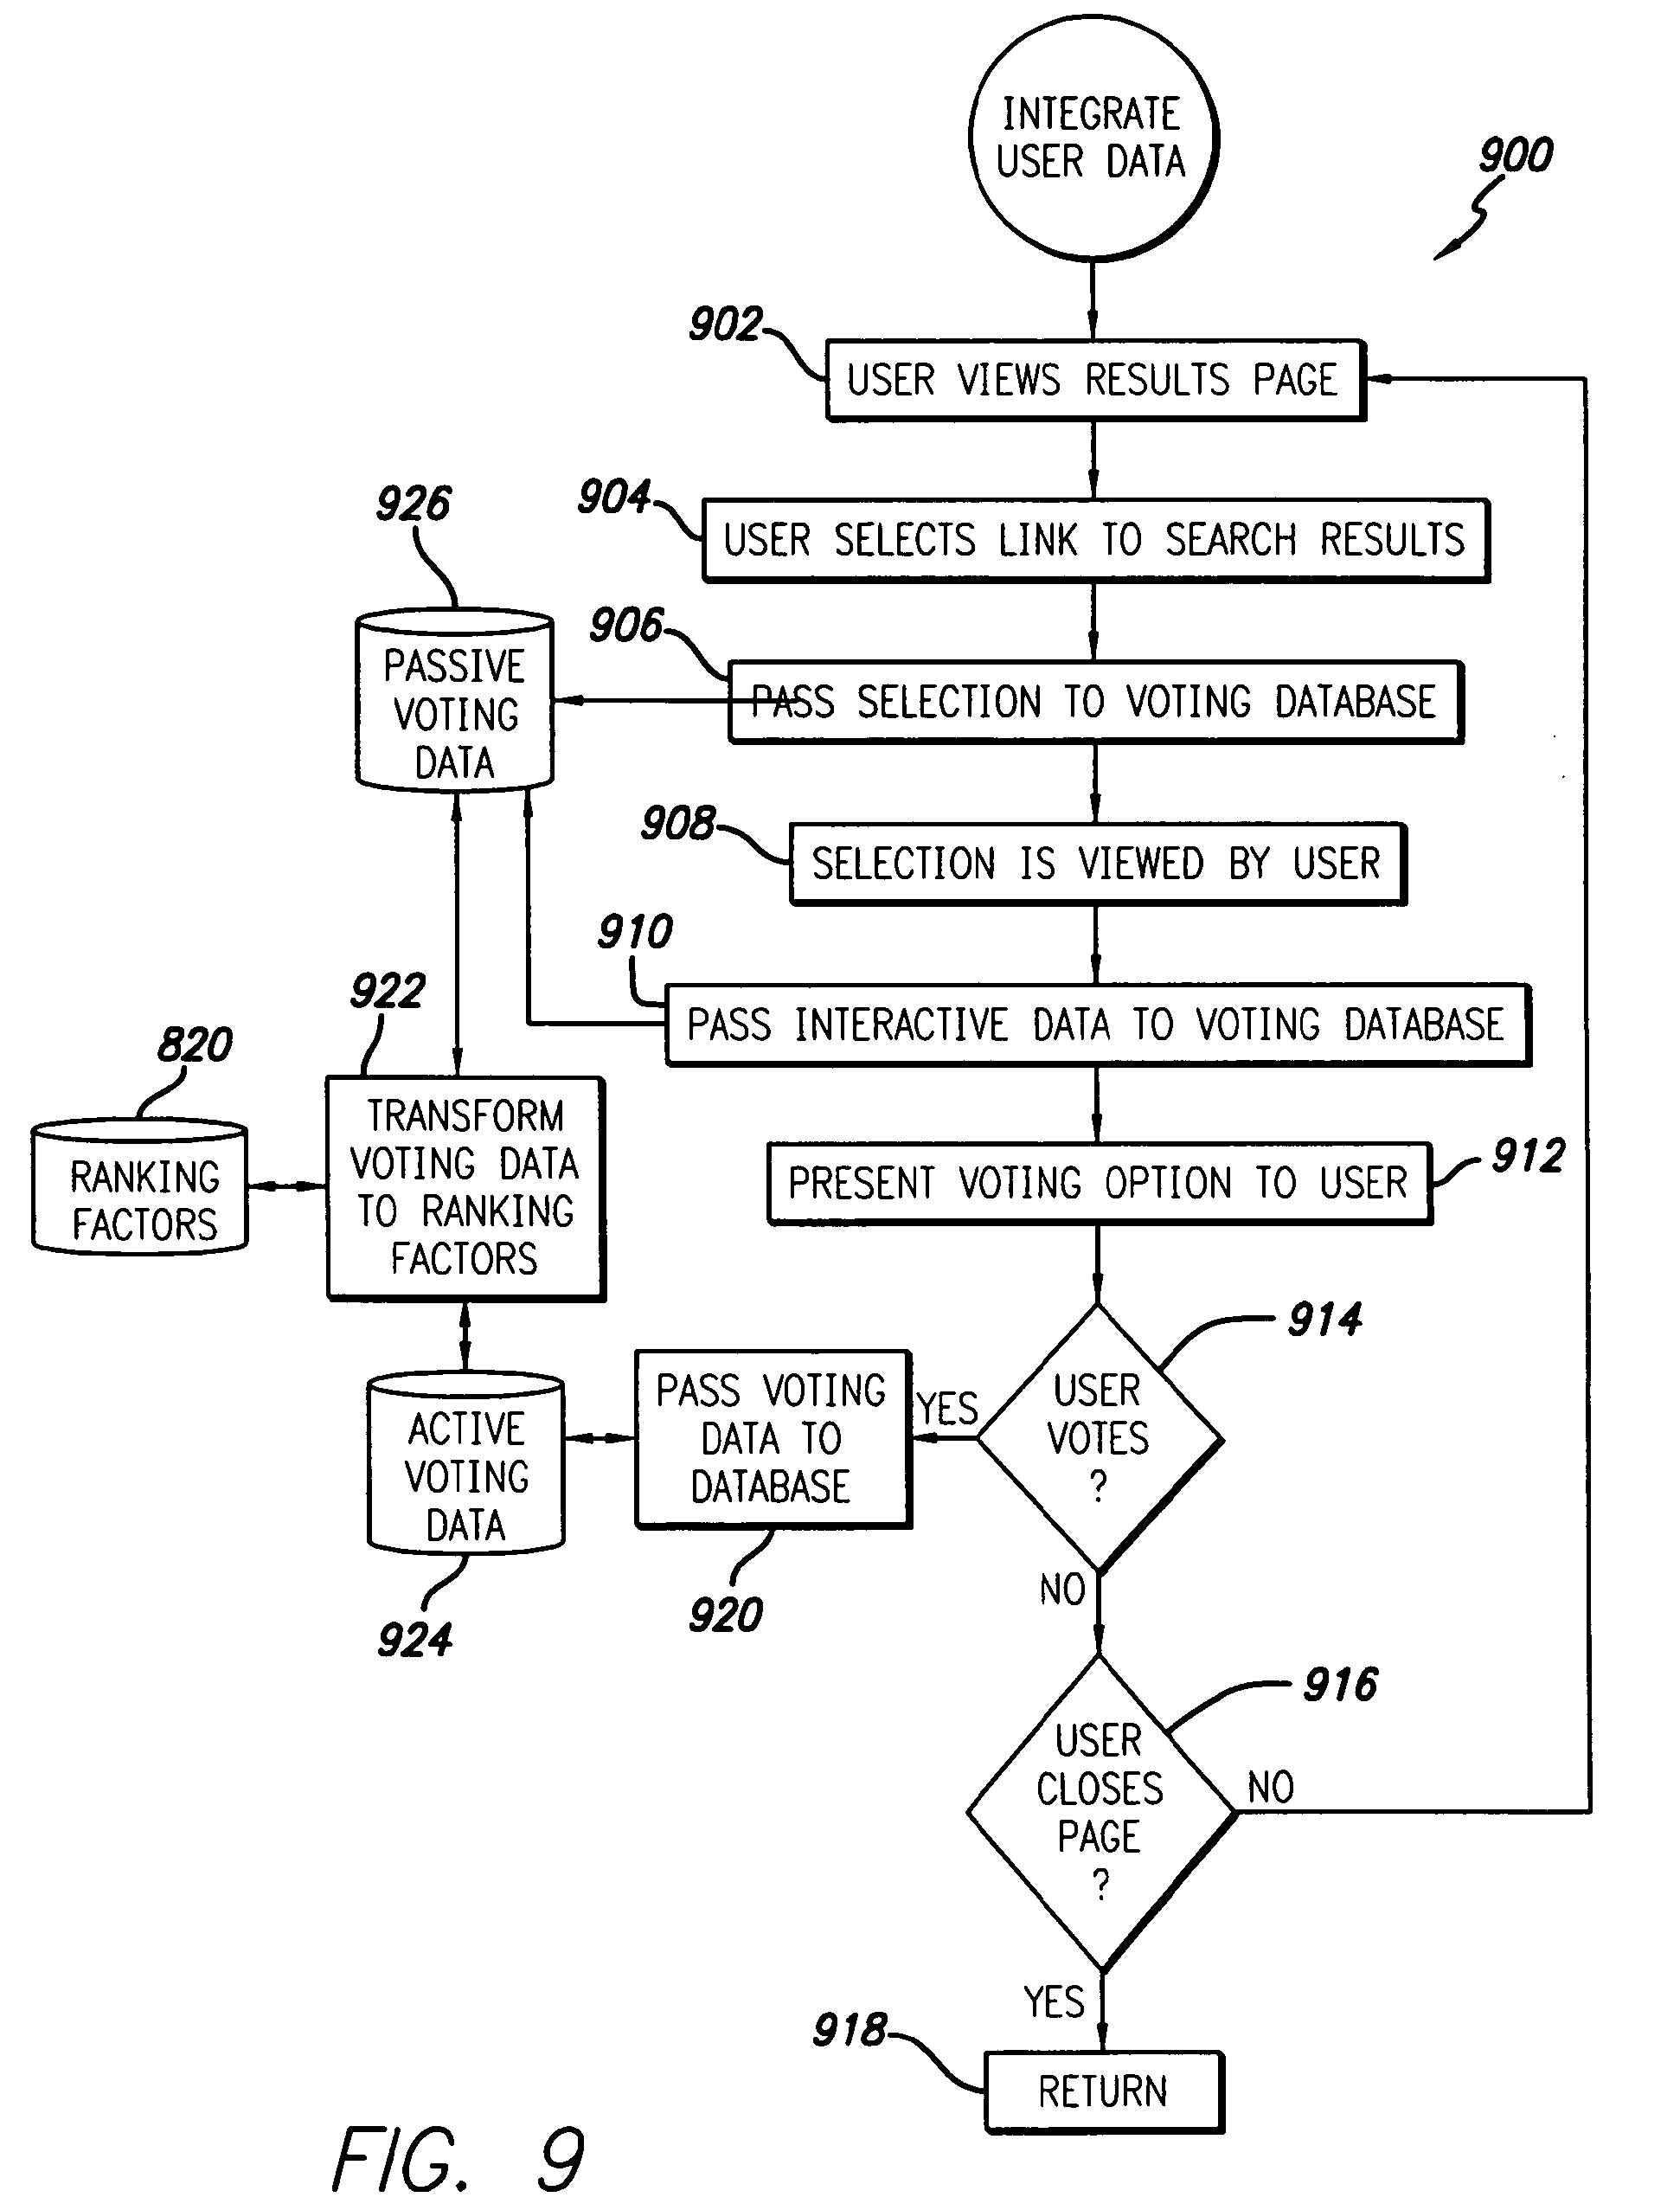 INTEGRATE
USER DATA
900
902
USER VIEWS RESULTS PAGE
904
USER SELECTS LINK TO SEARCH RESULTS
926
PASSIVE
VOTING
DATA
906
PASS SELECTION TO VOTING DATABASE
908
SELECTION IS VIEWED BY USER
910
PASS INTERACTIVE DATA TO VOTING DATABASE
922
820
RANKING
FACTORS
TRANSFORM
VOTING DATA
TO RANKING
FACTORS
PRESENT VOTING OPTION TO USER
912
914
USER
VOTES
?
YES
NO
PASS VOTING
DATA TO
DATABASE
920
ACTIVE
VOTING
DATA
924
916
USER
CLOSES
PAGE
?
NO
YES
918
RETURN
FIG. 9